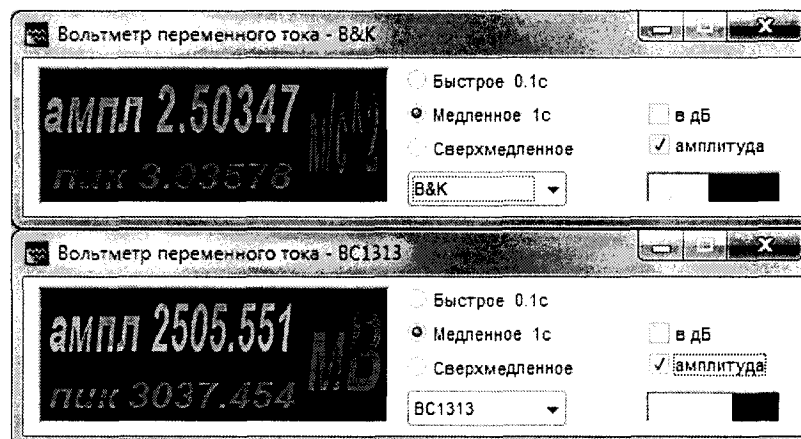 Вольтметр переменного тока - B&K
ампл 2.50347 м/с^2
пик 3.03578
Быстрое 0.1с
Медленное 1с
Сверхмедленное
в дБ
амплитуда
B&K
Вольтметр переменного тока - BC1313
ампл 2505.551 мВ
пик 3037.454
Быстрое 0.1с
Медленное 1с
Сверхмедленное
в дБ
амплитуда
BC1313